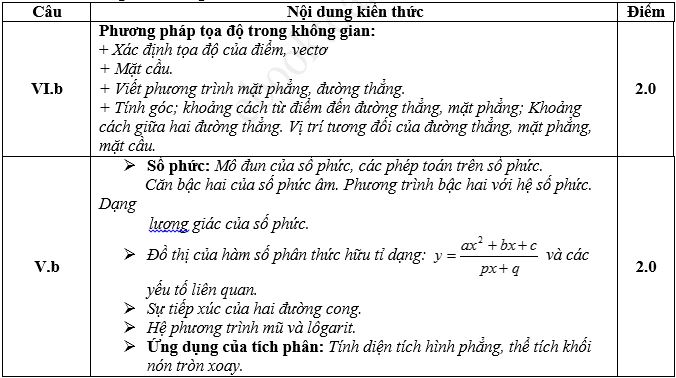 Câu Nội dung kiến thức Điểm
Phương pháp tọa độ trong không gian:
+ Xác định tọa độ của điểm, vectơ
+ Mặt cầu.
VI.b + Viết phương trình mặt phẳng, đường thẳng. 2.0
+ Tính góc; khoảng cách từ điểm đến đường thẳng, mặt phẳng; Khoảng
cách giữa hai đường thẳng. Vị trí tương đối của đường thẳng, mặt phẳng,
mặt cầu.
➢ Số phức: Mô đun của số phức, các phép toán trên số phức.
Căn bậc hai của số phức âm. Phương trình bậc hai với hệ số phức.
Dạng
lượng giác của số phức.
➢ Đồ thị của hàm số phân thức hữu tỉ dạng: y = (ax² + bx + c)/(px + q) và các
V.b 2.0
yếu tố liên quan.
➢ Sự tiếp xúc của hai đường cong.
➢ Hệ phương trình mũ và lôgarit.
➢ Ứng dụng của tích phân: Tính diện tích hình phẳng, thể tích khối
nón tròn xoay.